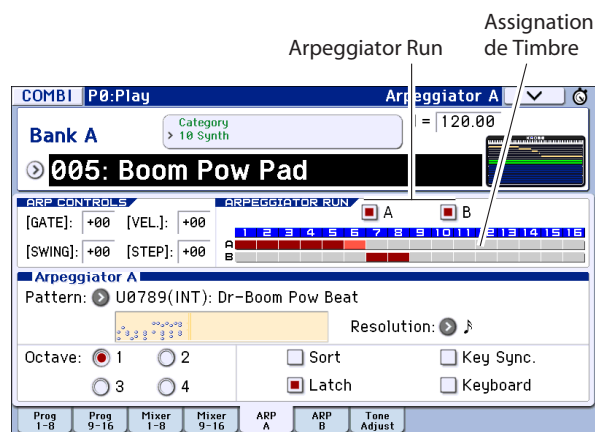 Assignation
de Timbre
Arpeggiator Run
COMBI P0:Play Arpeggiator A
Bank A
Category
10 Synth
= 120.00
005: Boom Pow Pad
ARP CONTROLS
[GATE]: +00 [VEL.]: +00
[SWING]: +00 [STEP]: +00
ARPEGGIATOR RUN
A B
1 2 3 4 5 6 7 8 9 10 11 12 13 14 15 16
A
B
Arpeggiator A
Pattern: U0789(INT): Dr-Boom Pow Beat
Resolution:
Octave: 1 2
3 4
Sort Key Sync.
Latch Keyboard
Prog 1-8
Prog 9-16
Mixer 1-8
Mixer 9-16
ARP A
ARP B
Tone Adjust